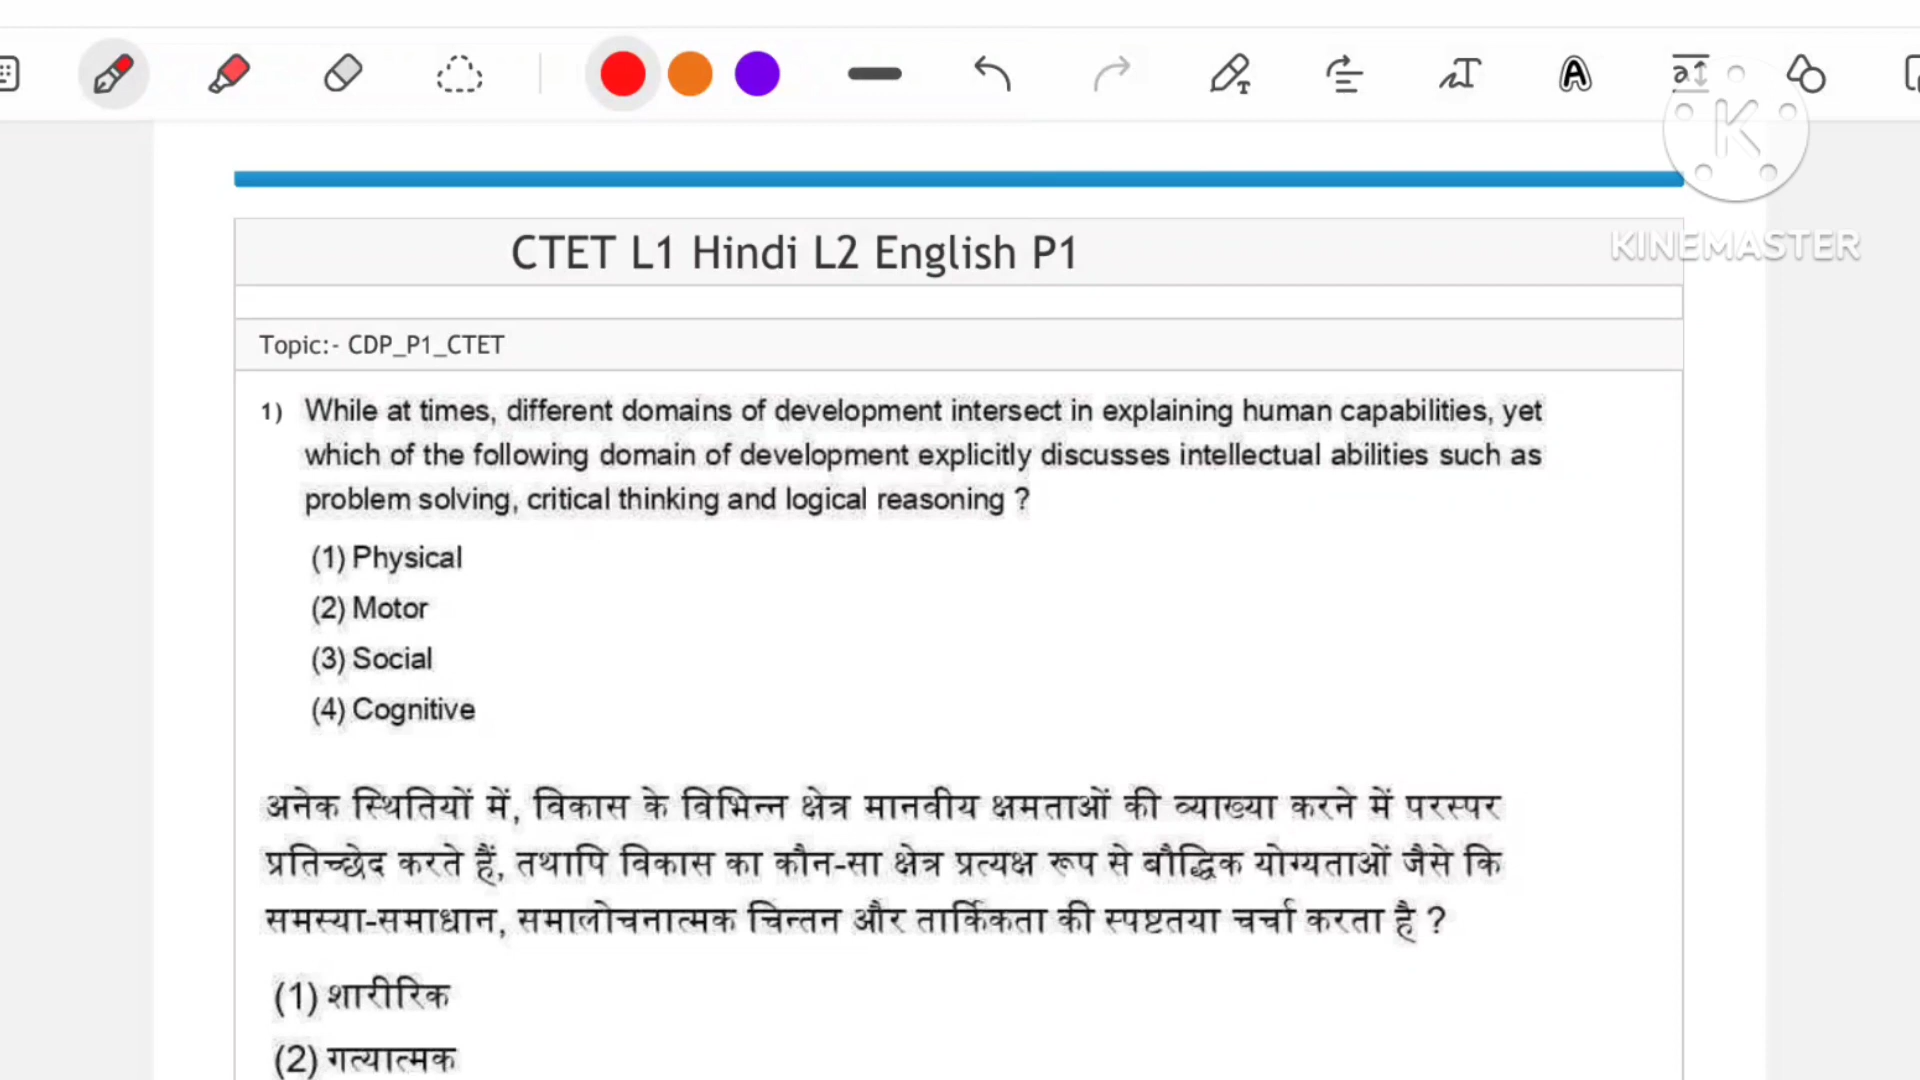 K
KINEMASTER
CTET L1 Hindi L2 English P1
Topic:- CDP_P1_CTET
1) While at times, different domains of development intersect in explaining human capabilities, yet
which of the following domain of development explicitly discusses intellectual abilities such as
problem solving, critical thinking and logical reasoning ?
(1) Physical
(2) Motor
(3) Social
(4) Cognitive
अनेक स्थितियों में, विकास के विभिन्न क्षेत्र मानवीय क्षमताओं की व्याख्या करने में परस्पर
प्रतिच्छेद करते हैं, तथापि विकास का कौन-सा क्षेत्र प्रत्यक्ष रूप से बौद्धिक योग्यताओं जैसे कि
समस्या-समाधान, समालोचनात्मक चिन्तन और तार्किकता की स्पष्टतया चर्चा करता है ?
(1) शारीरिक
(2) गत्यात्मक